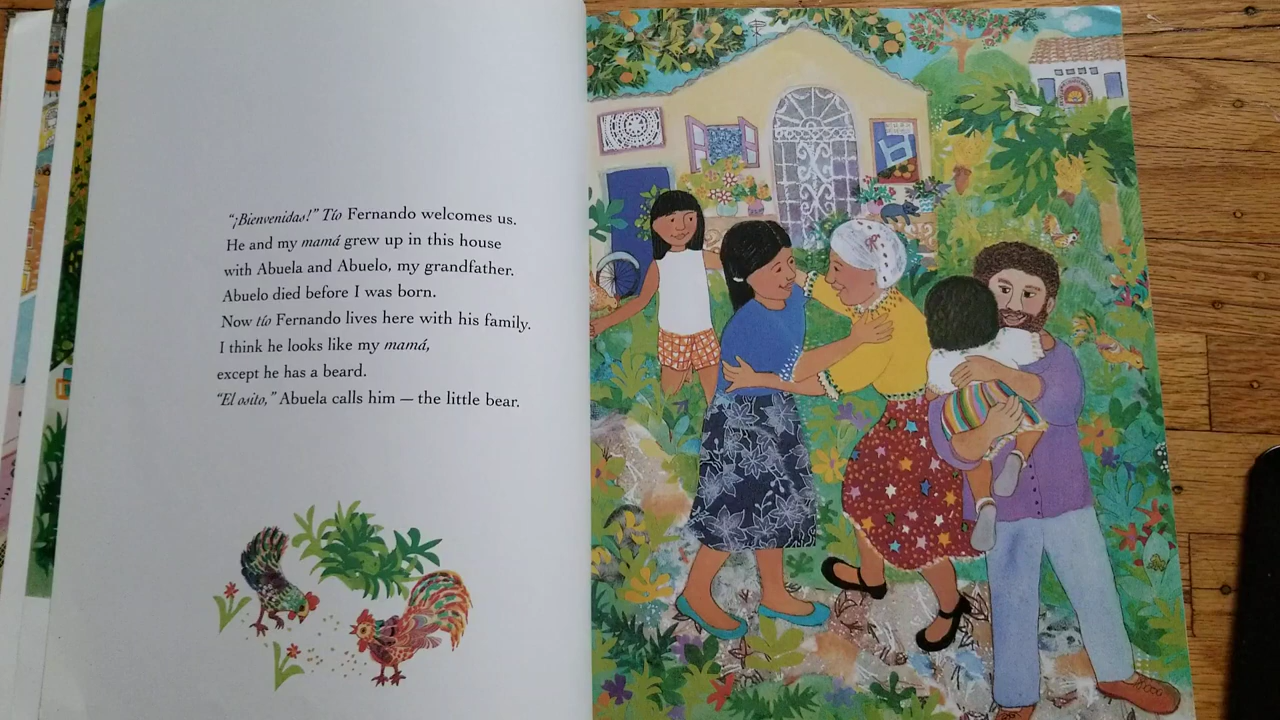 “¡Bienvenidas!” Tío Fernando welcomes us.
He and my mamá grew up in this house
with Abuela and Abuelo, my grandfather.
Abuelo died before I was born.
Now tío Fernando lives here with his family.
I think he looks like my mamá,
except he has a beard.
“El osito,” Abuela calls him — the little bear.